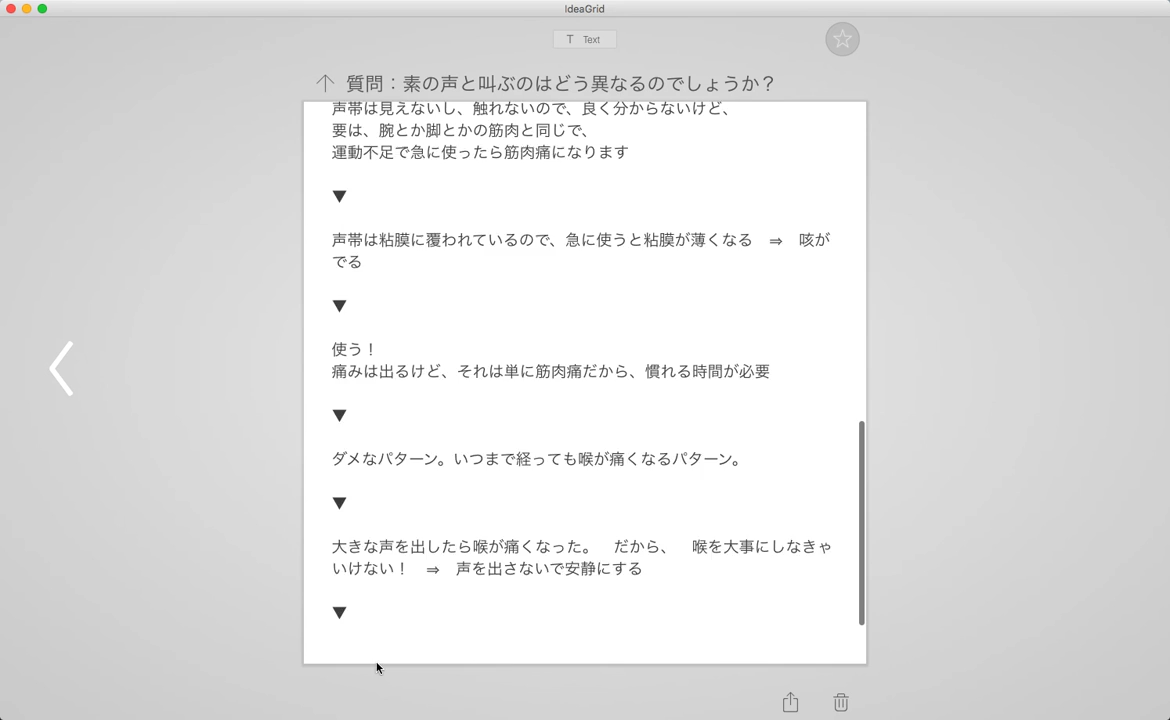 IdeaGrid
T Text
↑ 質問：素の声と叫ぶのはどう異なるのでしょうか？
声帯は見えないし、触れないので、良く分からないけど、
要は、腕とか脚とかの筋肉と同じで、
運動不足で急に使ったら筋肉痛になります
▼
声帯は粘膜に覆われているので、急に使うと粘膜が薄くなる　⇒　咳が
でる
▼
使う！
痛みは出るけど、それは単に筋肉痛だから、慣れる時間が必要
▼
ダメなパターン。いつまで経っても喉が痛くなるパターン。
▼
大きな声を出したら喉が痛くなった。　だから、　喉を大事にしなきゃ
いけない！　⇒　声を出さないで安静にする
▼